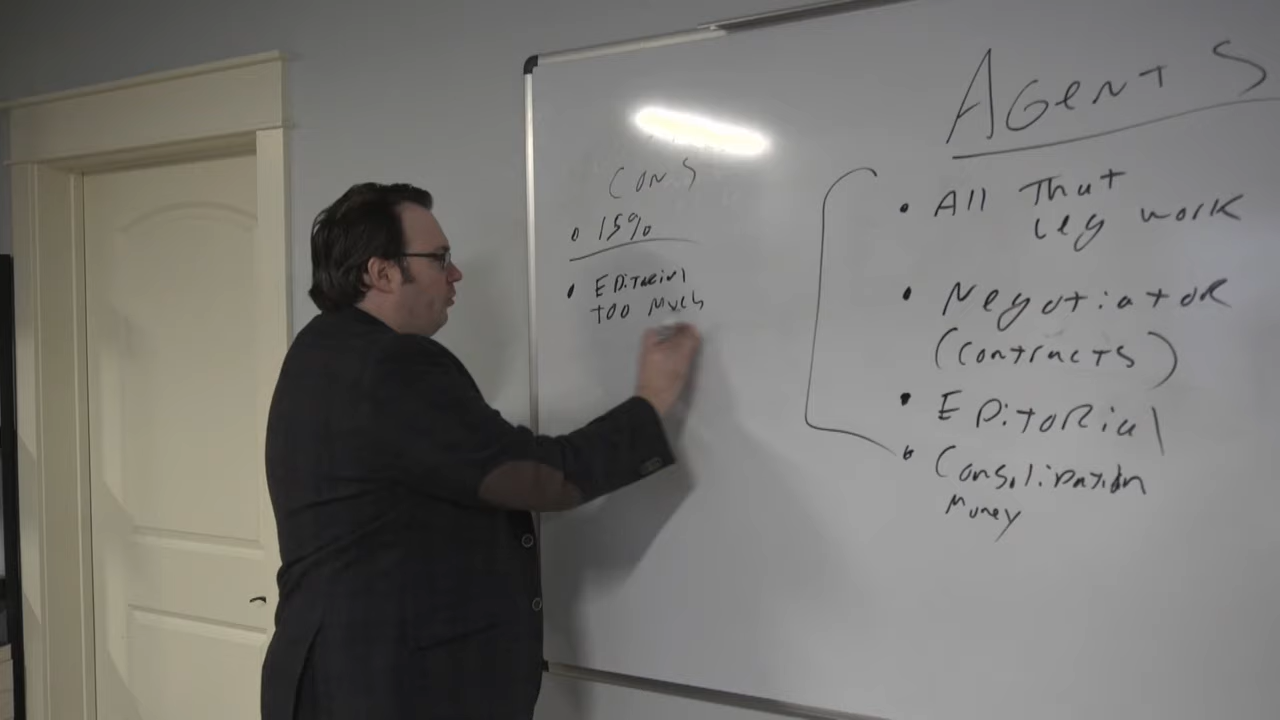 Cons
• 15%
• Editorial
too much
Agents
• All That
leg work
• Negotiator
(contracts)
• Editorial
• Consolidation
Money